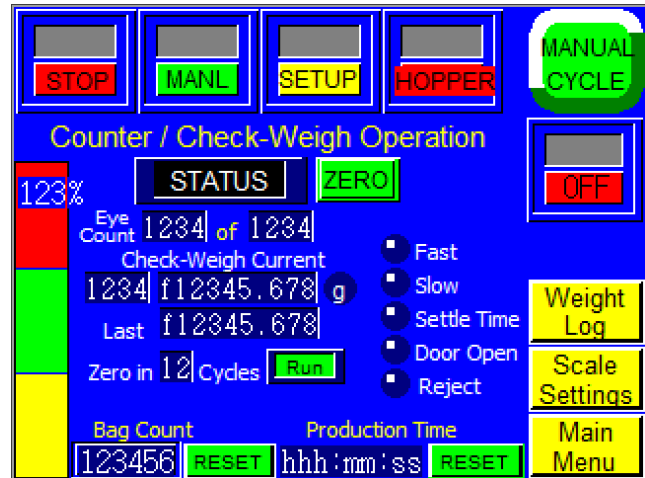 STOP MANL SETUP HOPPER MANUAL CYCLE
Counter / Check-Weigh Operation
OFF
STATUS ZERO
123%
Eye Count 1234 of 1234
Check-Weigh Current
1234 f12345.678 g
Last f12345.678
Zero in 12 Cycles Run
Fast
Slow
Settle Time
Door Open
Reject
Weight Log
Scale Settings
Main Menu
Bag Count
123456 RESET
Production Time
hhh:mm:ss RESET